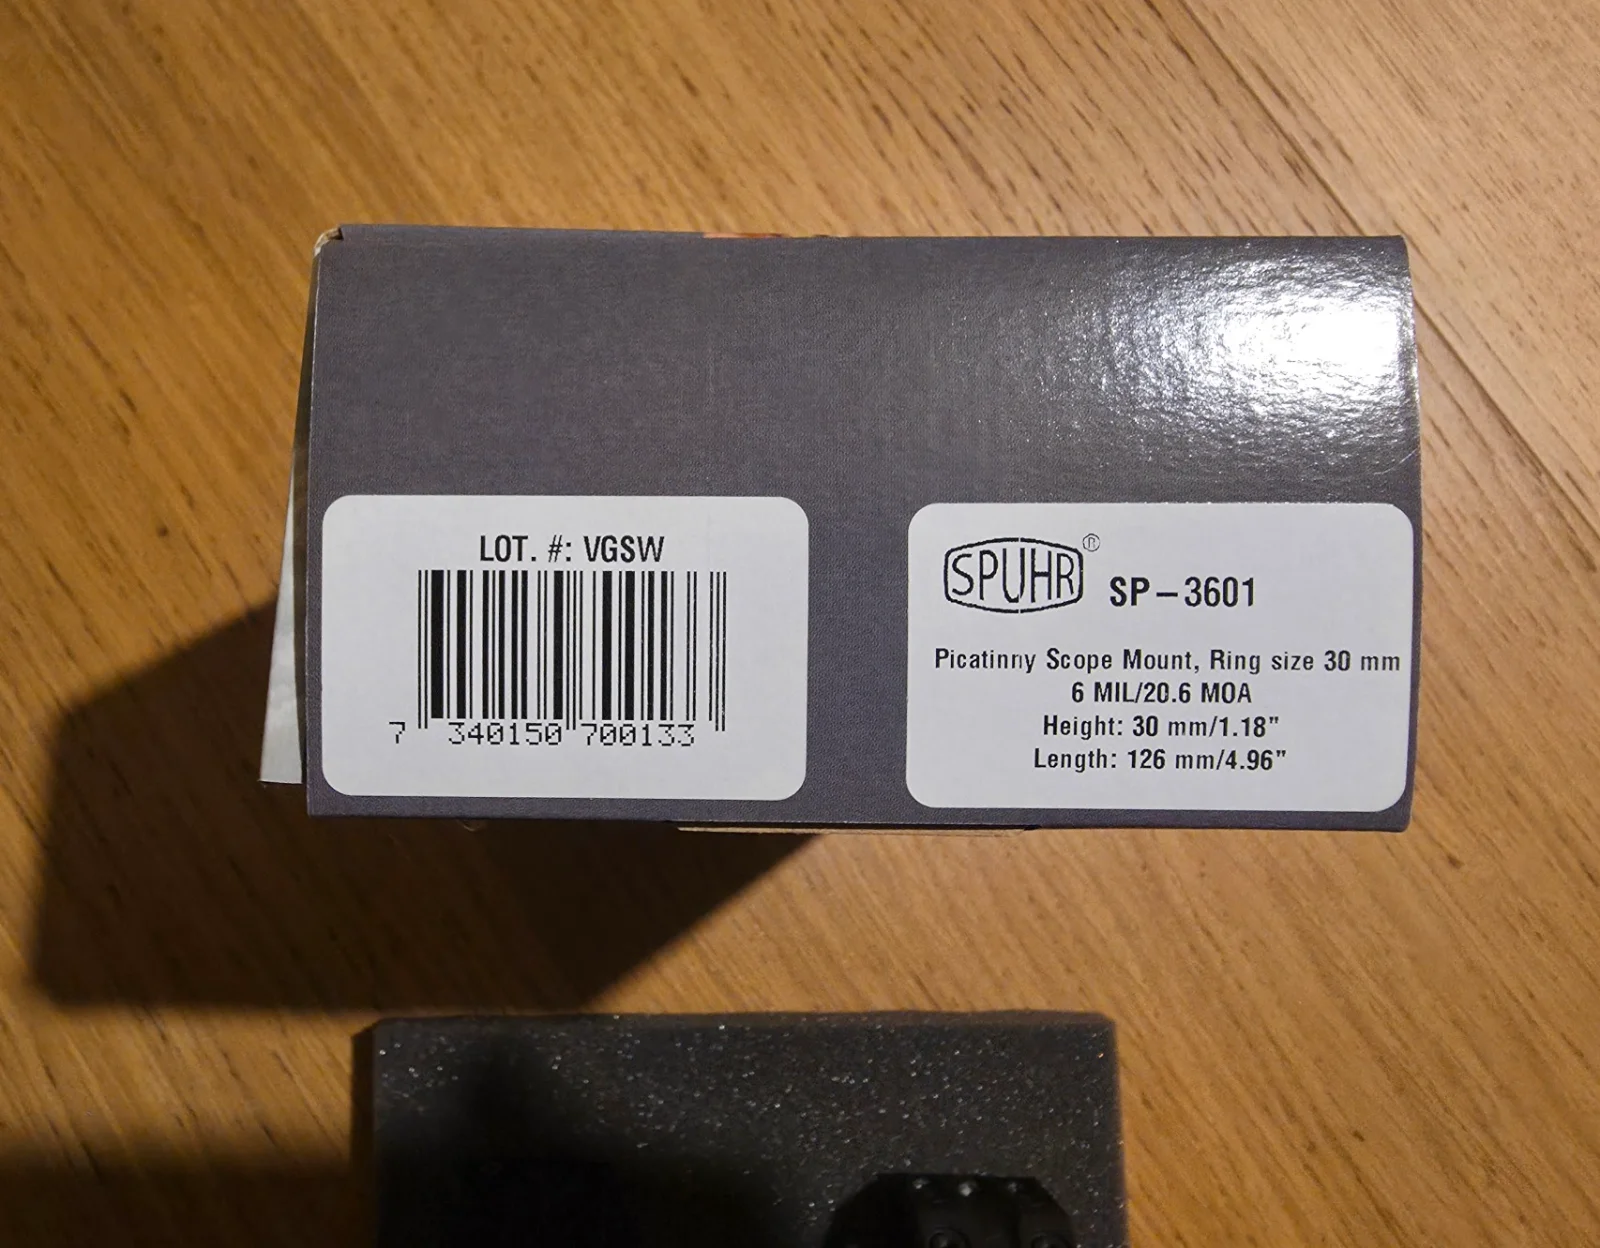 LOT. #: VGSW
7 340150 700133
SPUHR® SP-3601
Picatinny Scope Mount, Ring size 30 mm
6 MIL/20.6 MOA
Height: 30 mm/1.18"
Length: 126 mm/4.96"